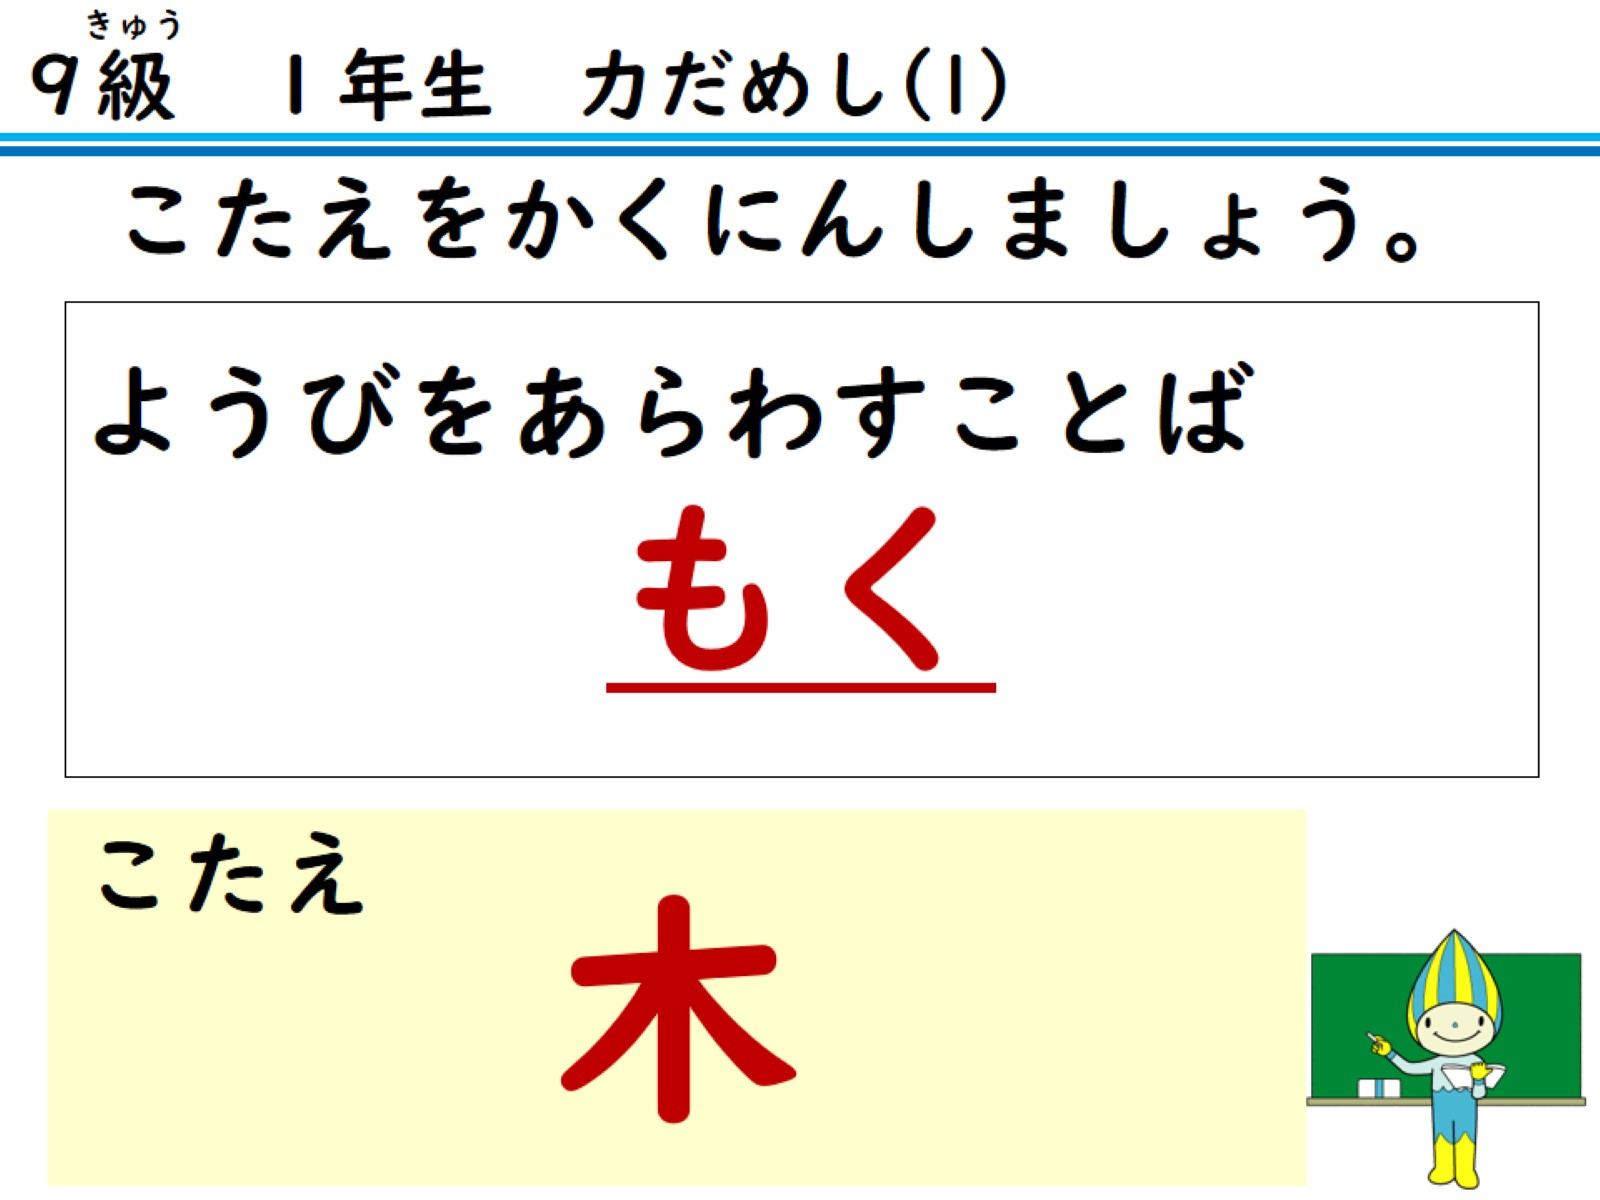 きゅう
9級　1年生　力だめし(1)
こたえをかくにんしましょう。
ようびをあらわすことば
もく
こたえ
木